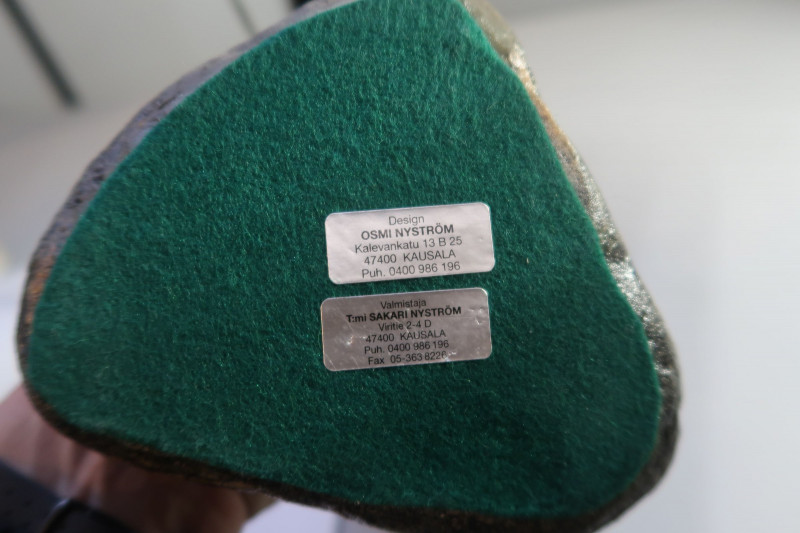 Design
OSMI NYSTRÖM
Kalevankatu 13 B 25
47400 KAUSALA
Puh. 0400 986 196
Valmistaja
T:mi SAKARI NYSTRÖM
Viritie 2-4 D
47400 KAUSALA
Puh. 0400 986 196
Fax 05-363 8226